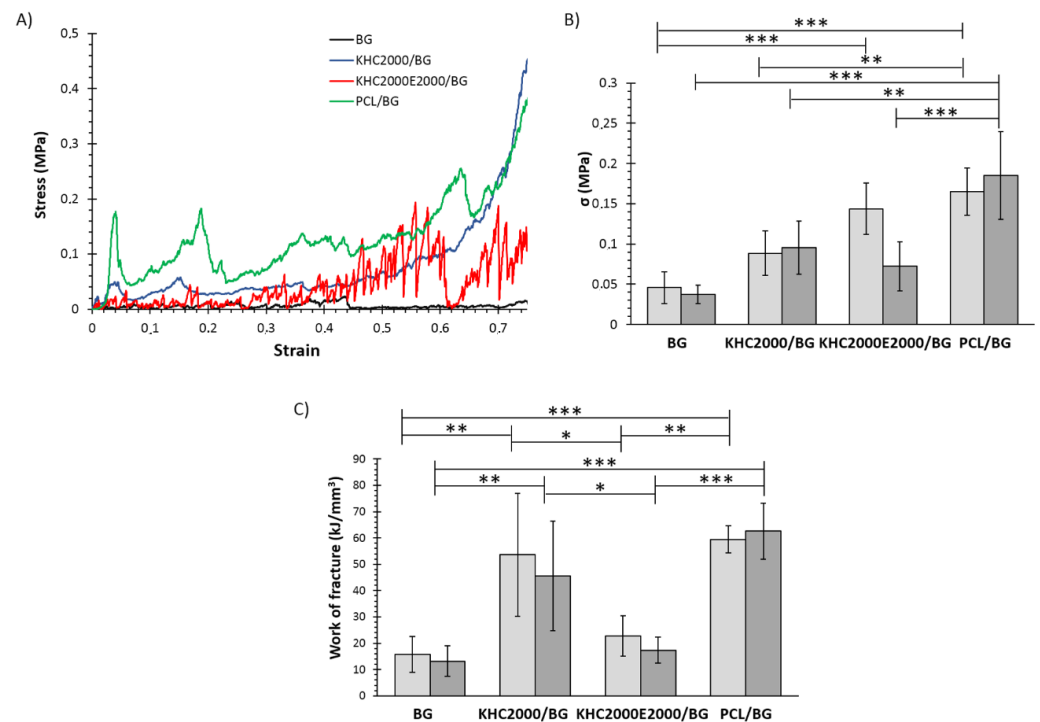 A)
Stress (MPa)
0,5
0,4
0,3
0,2
0,1
0
0
0,1
0,2
0,3
0,4
0,5
0,6
0,7
Strain
BG
KHC2000/BG
KHC2000E2000/BG
PCL/BG
B)
***
***
**
***
**
***
σ (MPa)
0,3
0,25
0,2
0,15
0,1
0,05
0
BG KHC2000/BG KHC2000E2000/BG PCL/BG
C)
***
** * **
***
** * ***
Work of fracture (kJ/mm³)
90
80
70
60
50
40
30
20
10
0
BG KHC2000/BG KHC2000E2000/BG PCL/BG